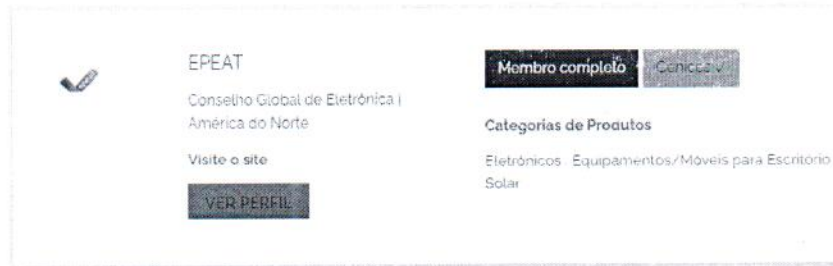 EPEAT
Conselho Global de Eletrônica |
América do Norte
Visite o site
VER PERFIL
Membro completo
Categorias de Produtos
Eletrônicos Equipamentos/Móveis para Escritório
Solar